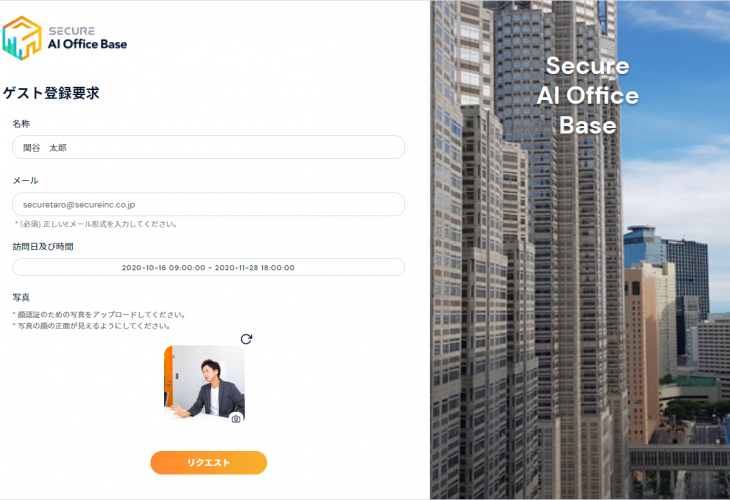 SECURE
AI Office Base
ゲスト登録要求
名称
関谷　太郎
メール
securetaro@secureinc.co.jp
* (必須) 正しいEメール形式を入力してください。
訪問日及び時間
2020-10-16 09:00:00 ~ 2020-11-28 18:00:00
写真
* 顔認証のための写真をアップロードしてください。
* 写真の顔の正面が見えるようにしてください。
リクエスト
Secure
AI Office
Base